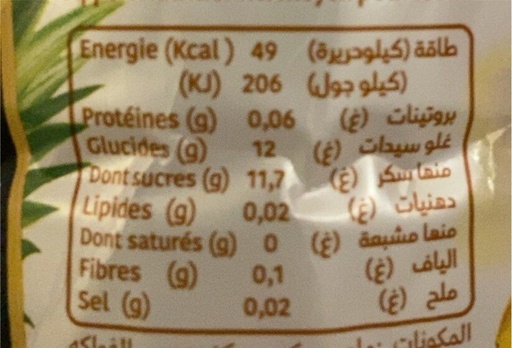 Energie (Kcal) 49 طاقة (كيلوحريرة)
(KJ) 206 (كيلو جول)
Protéines (g) 0,06 بروتينات (غ)
Glucides (g) 12 غلو سيدات (غ)
Dont sucres (g) 11,7 منها سكر (غ)
Lipides (g) 0,02 دهنيات (غ)
Dont saturés (g) 0 منها مشبعة (غ)
Fibres (g) 0,1 الياف (غ)
Sel (g) 0,02 ملح (غ)
المكونات